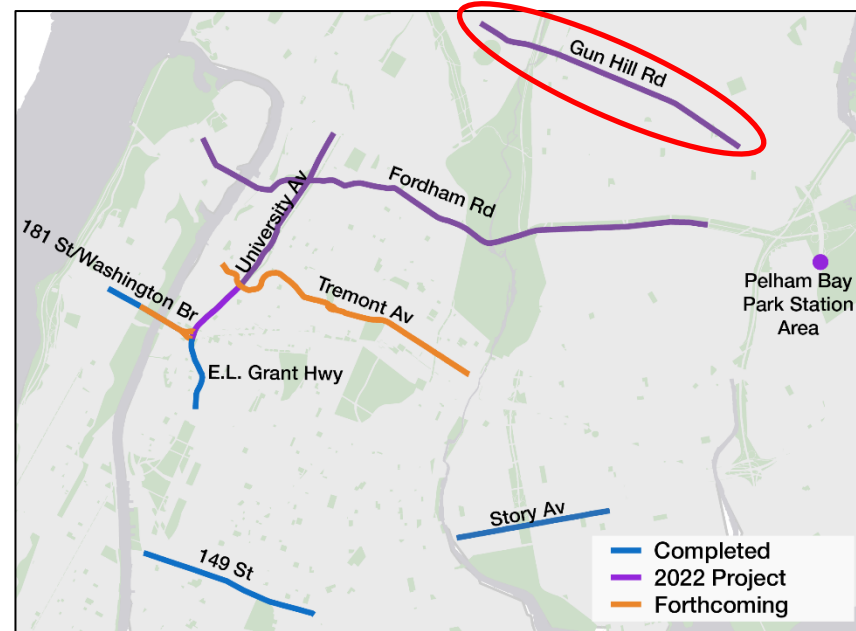 Gun Hill Rd
Fordham Rd
University Av
181 St/Washington Br
Tremont Av
Pelham Bay
Park Station
Area
E.L. Grant Hwy
Story Av
149 St
Completed
2022 Project
Forthcoming